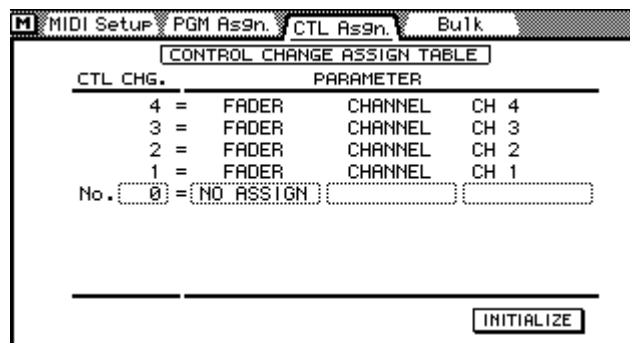 M MIDI Setup PGM Asgn. CTL Asgn. Bulk
CONTROL CHANGE ASSIGN TABLE
CTL CHG. PARAMETER
4 = FADER CHANNEL CH 4
3 = FADER CHANNEL CH 3
2 = FADER CHANNEL CH 2
1 = FADER CHANNEL CH 1
No. 0 = NO ASSIGN
INITIALIZE